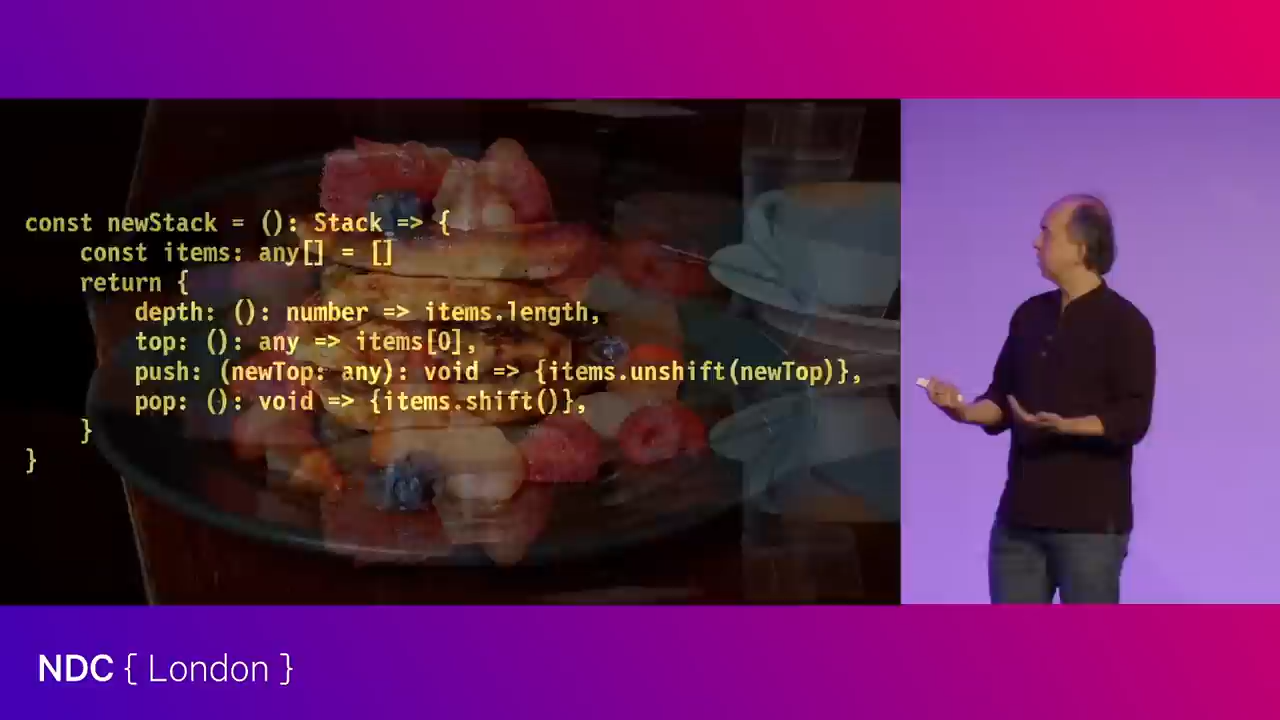 const newStack = (): Stack => {
    const items: any[] = []
    return {
        depth: (): number => items.length,
        top: (): any => items[0],
        push: (newTop: any): void => {items.unshift(newTop)},
        pop: (): void => {items.shift()},
    }
}
NDC { London }